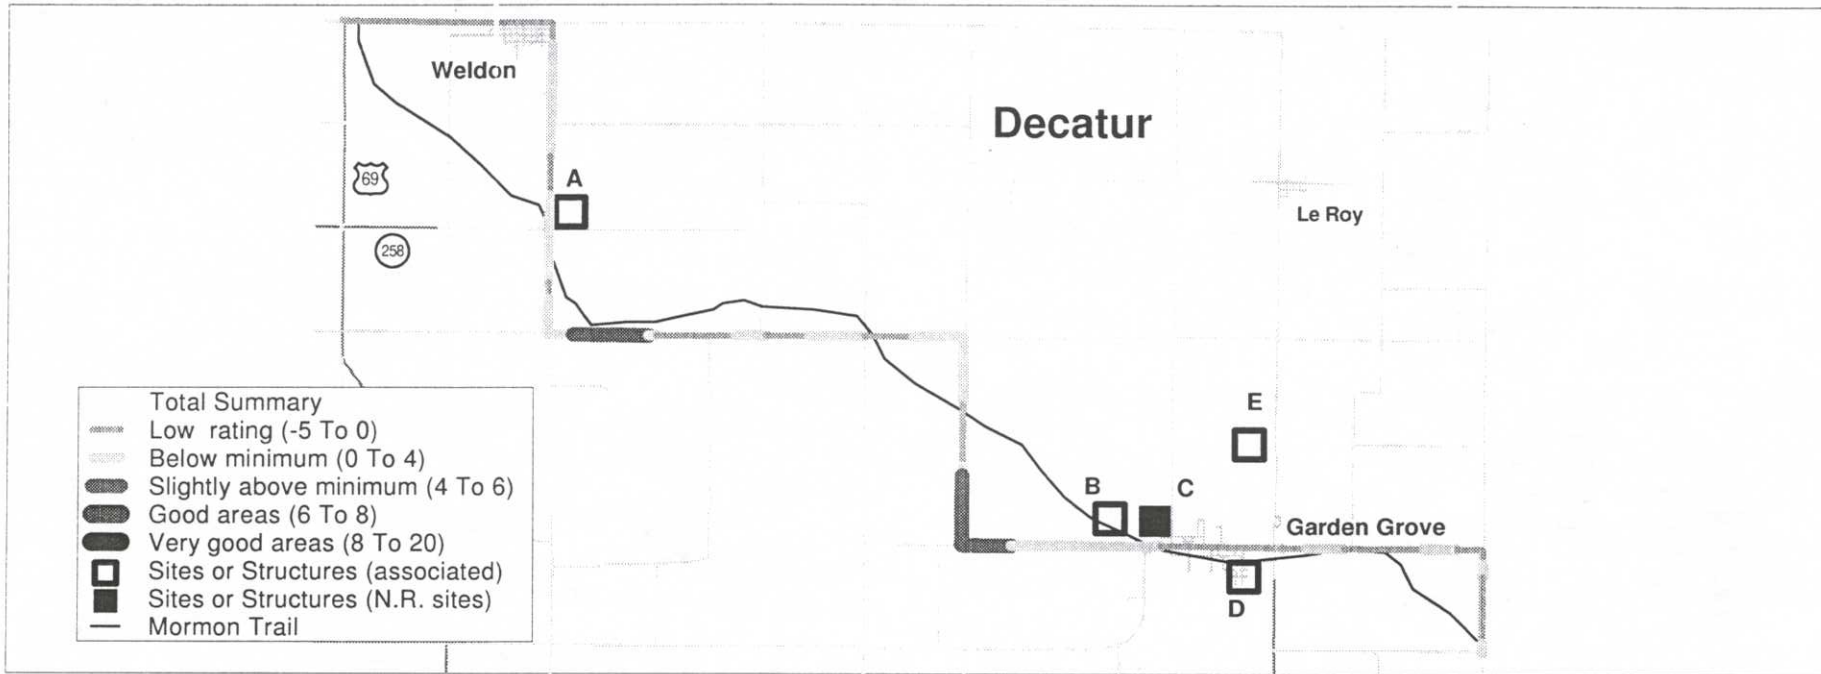 Weldon
Decatur
A
69
Le Roy
258
Total Summary
Low rating (-5 To 0)
Below minimum (0 To 4)
Slightly above minimum (4 To 6)
Good areas (6 To 8)
Very good areas (8 To 20)
Sites or Structures (associated)
Sites or Structures (N.R. sites)
Mormon Trail
E
B
C
Garden Grove
D